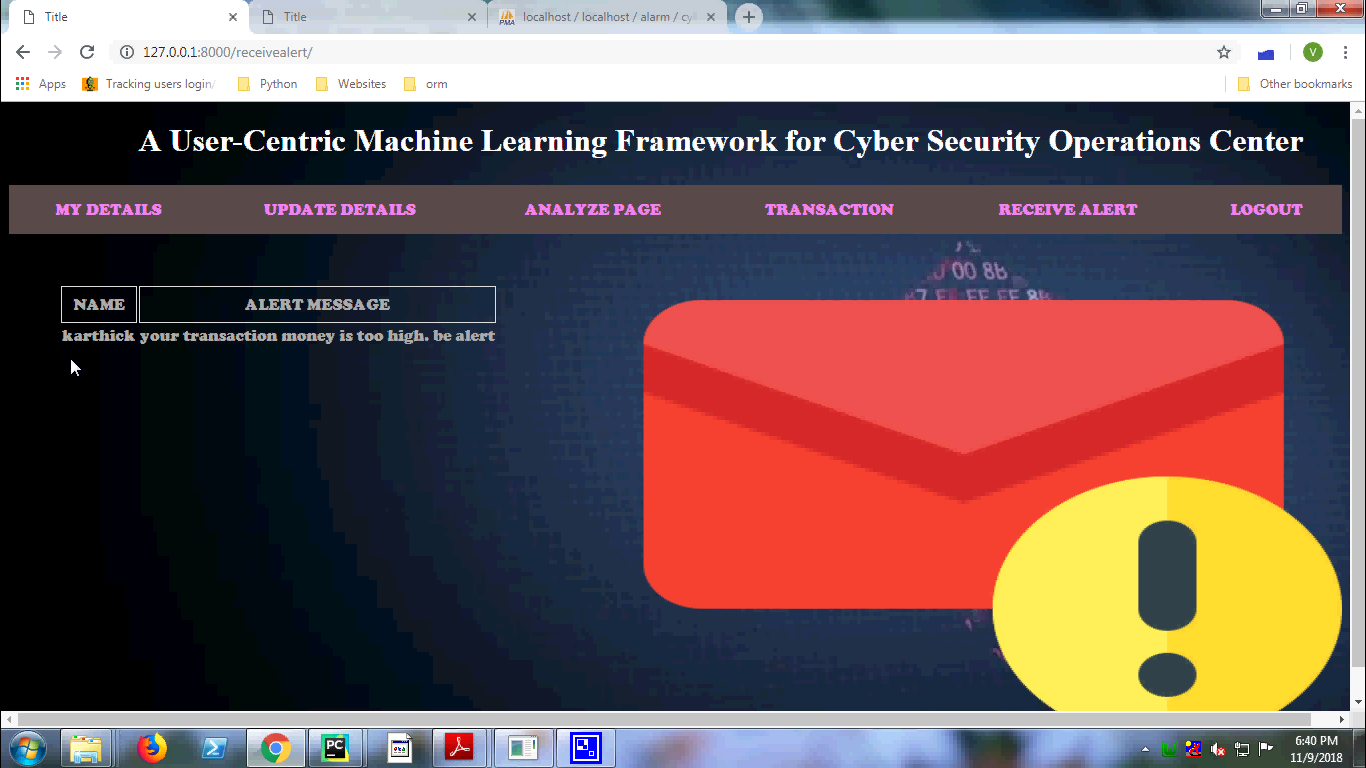 Title
Title
localhost / localhost / alarm / cy
127.0.0.1:8000/receivealert/
V
Apps
Tracking users login/
Python
Websites
orm
Other bookmarks
A User-Centric Machine Learning Framework for Cyber Security Operations Center
MY DETAILS
UPDATE DETAILS
ANALYZE PAGE
TRANSACTION
RECEIVE ALERT
LOGOUT
00 8B
NAME
ALERT MESSAGE
karthick your transaction money is too high. be alert
PC
6:40 PM
11/9/2018